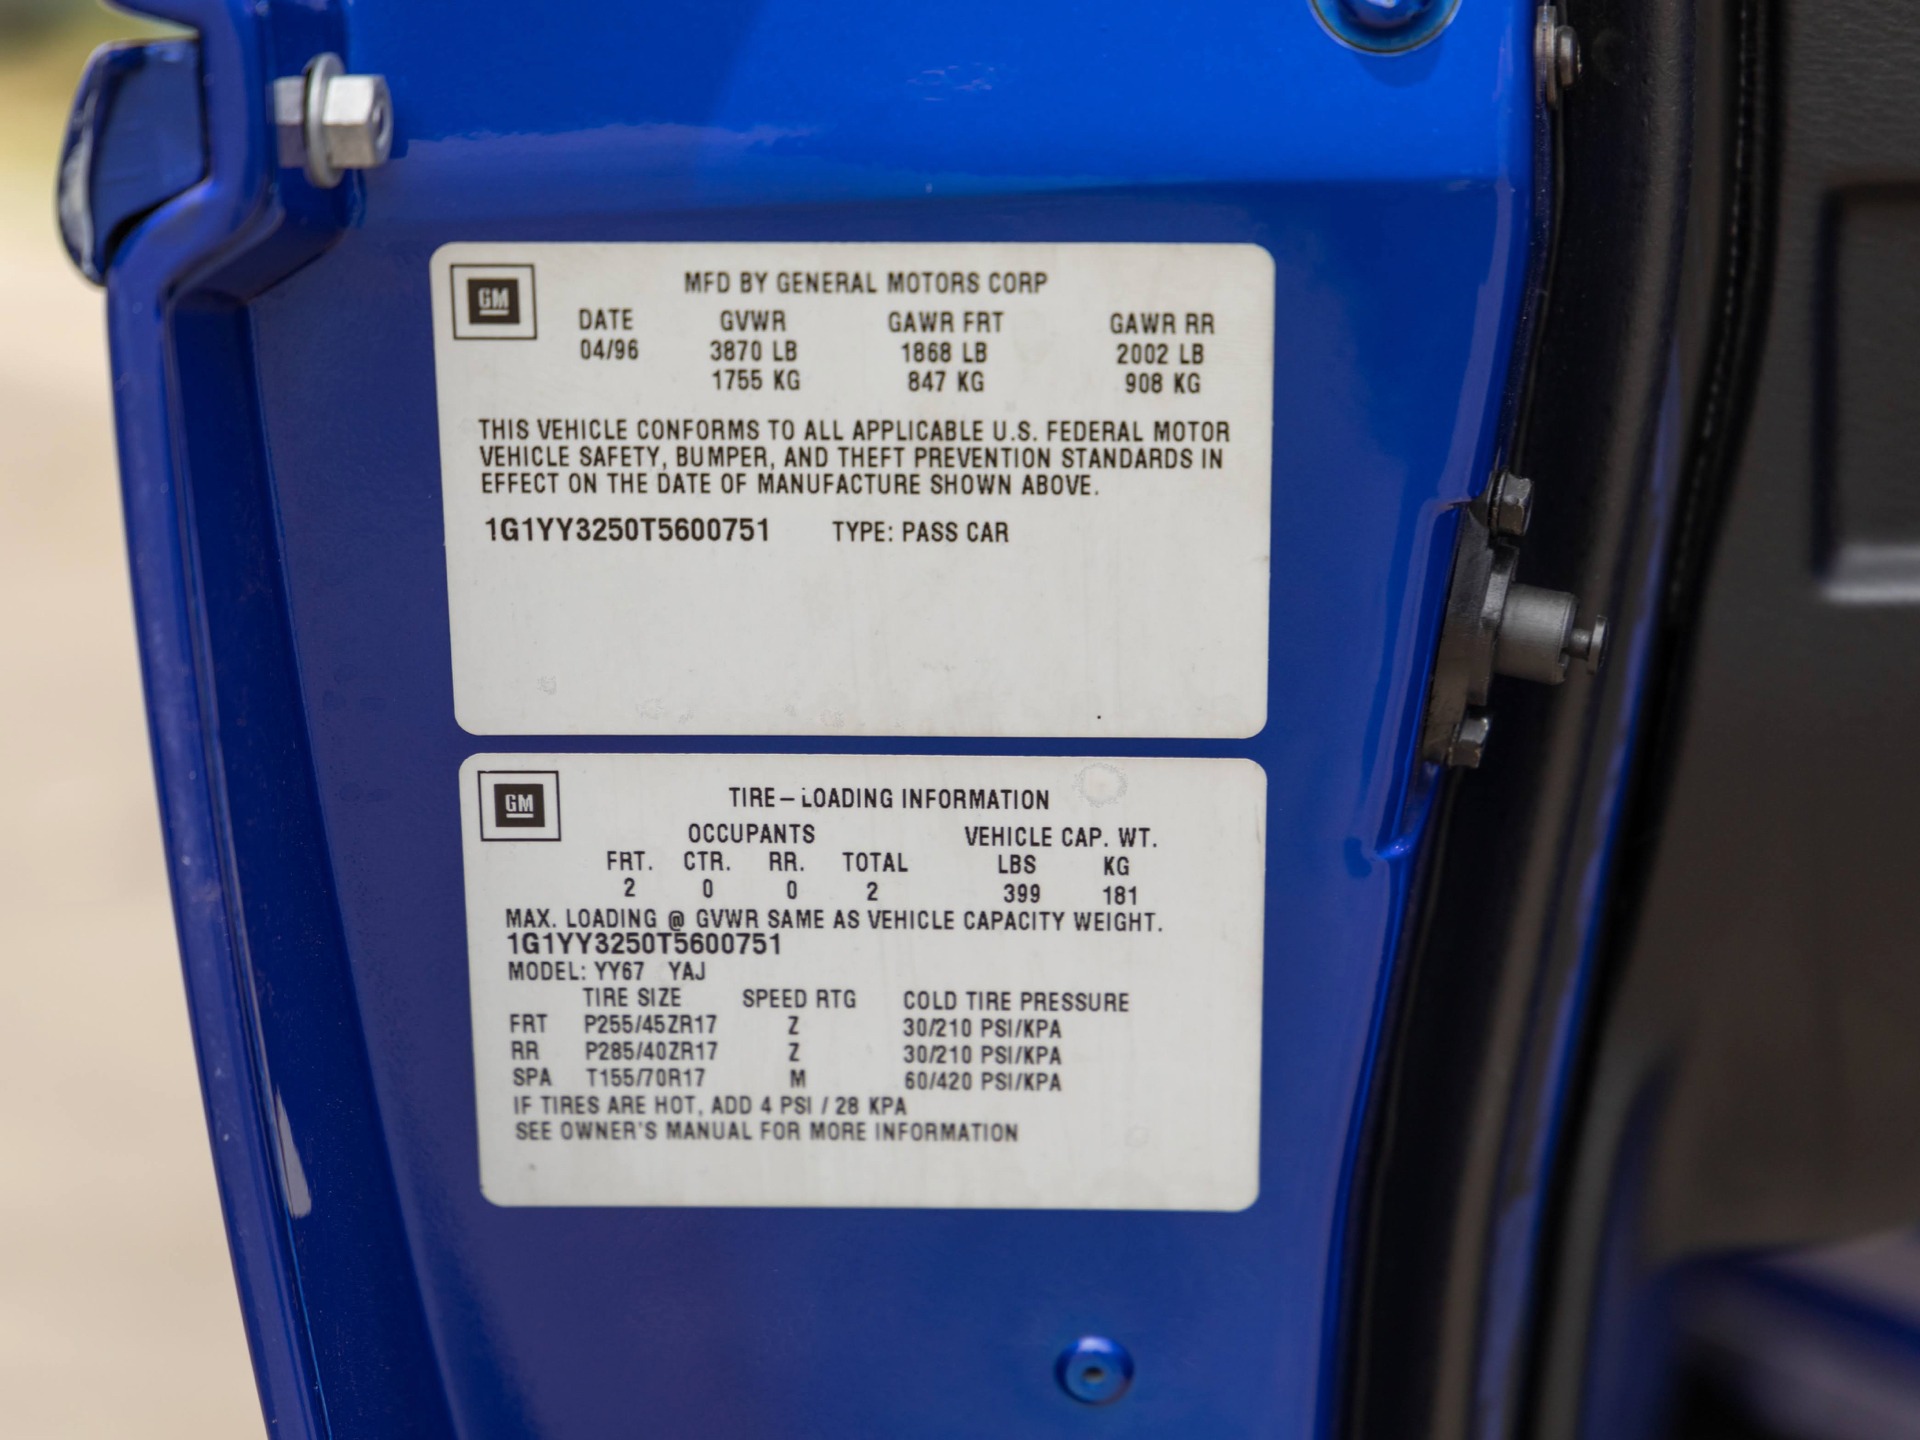 GM
MFD BY GENERAL MOTORS CORP
DATE GVWR GAWR FRT GAWR RR
04/96 3870 LB 1868 LB 2002 LB
1755 KG 847 KG 908 KG
THIS VEHICLE CONFORMS TO ALL APPLICABLE U.S. FEDERAL MOTOR
VEHICLE SAFETY, BUMPER, AND THEFT PREVENTION STANDARDS IN
EFFECT ON THE DATE OF MANUFACTURE SHOWN ABOVE.
1G1YY3250T5600751 TYPE: PASS CAR
GM
TIRE-LOADING INFORMATION
OCCUPANTS VEHICLE CAP. WT.
FRT. CTR. RR. TOTAL LBS KG
2 0 0 2 399 181
MAX. LOADING @ GVWR SAME AS VEHICLE CAPACITY WEIGHT.
1G1YY3250T5600751
MODEL: YY67 YAJ
TIRE SIZE SPEED RTG COLD TIRE PRESSURE
FRT P255/45ZR17 Z 30/210 PSI/KPA
RR P285/40ZR17 Z 30/210 PSI/KPA
SPA T155/70R17 M 60/420 PSI/KPA
IF TIRES ARE HOT, ADD 4 PSI / 28 KPA
SEE OWNER'S MANUAL FOR MORE INFORMATION